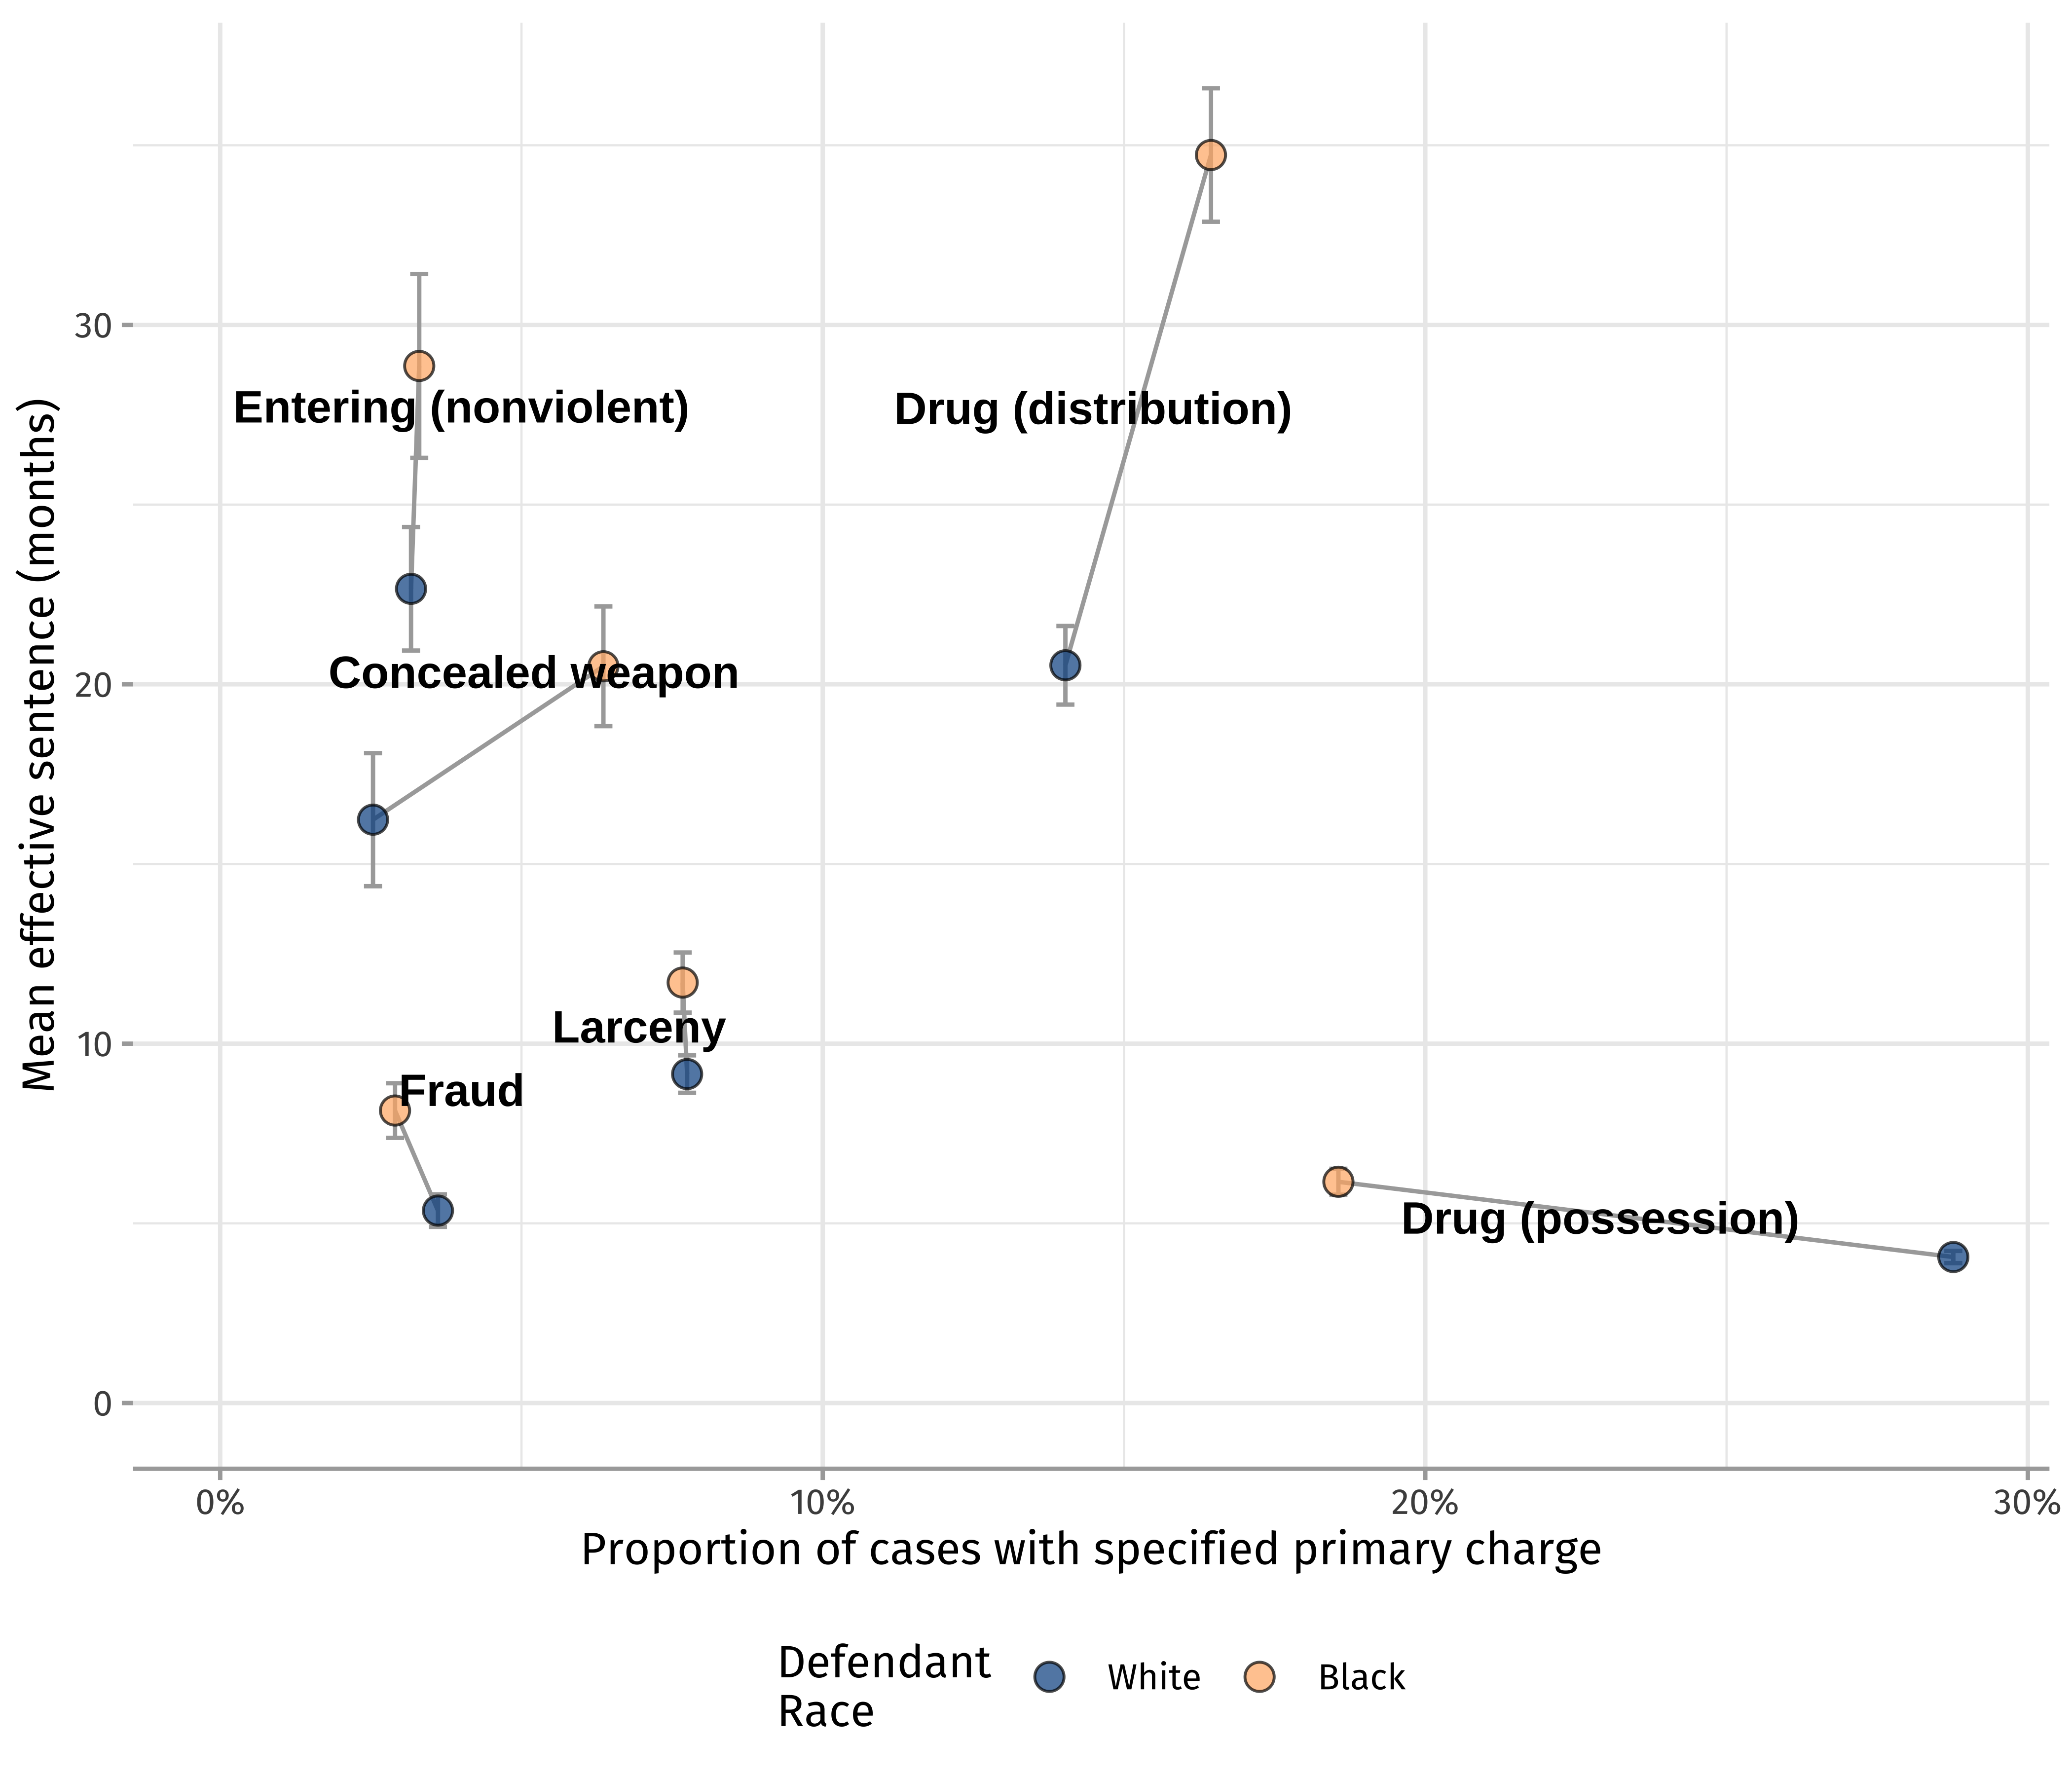 Mean effective sentence (months)
30
20
10
0
Entering (nonviolent)
Drug (distribution)
Concealed weapon
Larceny
Fraud
Drug (possession)
0%
10%
20%
30%
Proportion of cases with specified primary charge
Defendant
Race
White
Black